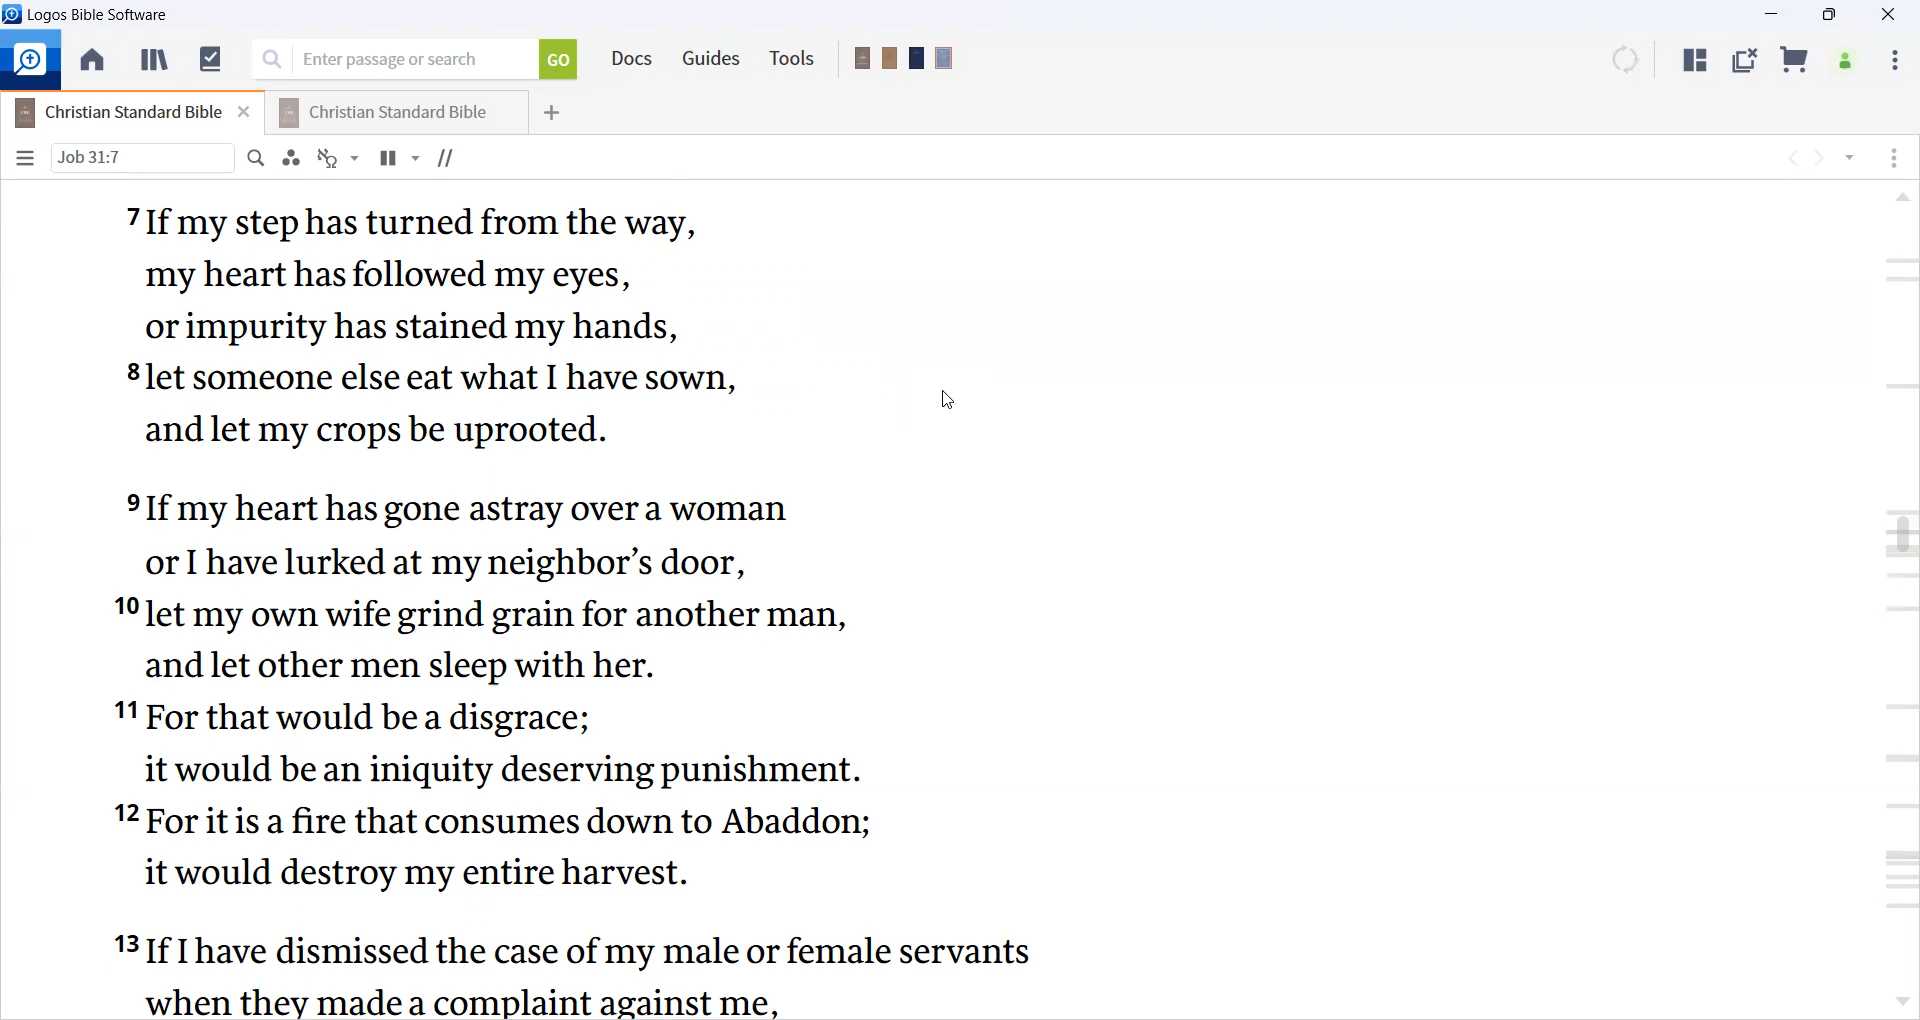 Logos Bible Software
Enter passage or search
GO
Docs
Guides
Tools
Christian Standard Bible
Christian Standard Bible
Job 31:7
7 If my step has turned from the way,
my heart has followed my eyes,
or impurity has stained my hands,
8 let someone else eat what I have sown,
and let my crops be uprooted.
9 If my heart has gone astray over a woman
or I have lurked at my neighbor’s door,
10 let my own wife grind grain for another man,
and let other men sleep with her.
11 For that would be a disgrace;
it would be an iniquity deserving punishment.
12 For it is a fire that consumes down to Abaddon;
it would destroy my entire harvest.
13 If I have dismissed the case of my male or female servants
when they made a complaint against me,